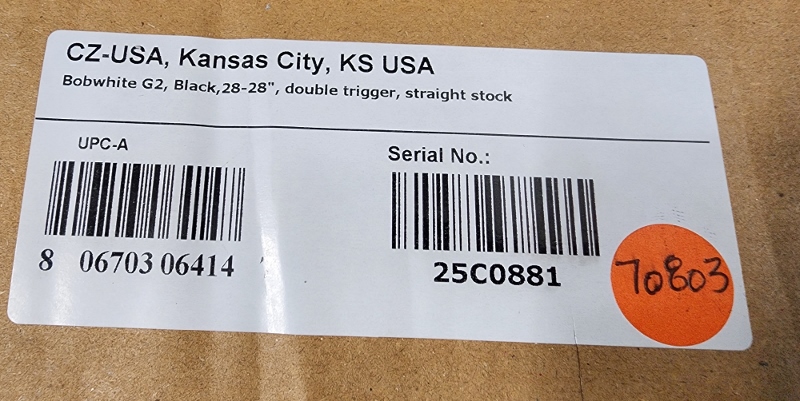 CZ-USA, Kansas City, KS USA
Bobwhite G2, Black,28-28", double trigger, straight stock
UPC-A
8 06703 06414
Serial No.:
25C0881
70803